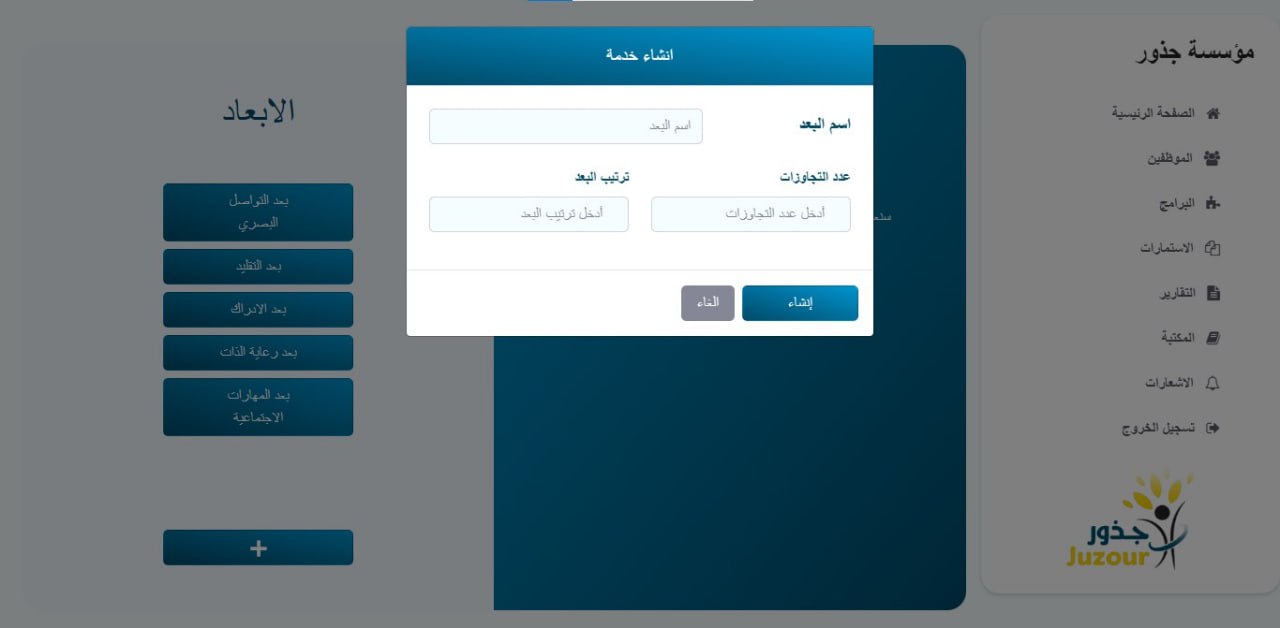 مؤسسة جذور
الصفحة الرئيسية
الموظفين
البرامج
الاستمارات
التقارير
المكتبة
الاشعارات
تسجيل الخروج
جذور
Juzour
انشاء خدمة
اسم البعد
اسم البعد
عدد التجاوزات
ترتيب البعد
أدخل عدد التجاوزات
أدخل ترتيب البعد
إنشاء
الغاء
الابعاد
بعد التواصل
البصري
بعد التقليد
بعد الادراك
بعد رعاية الذات
بعد المهارات
الاجتماعية
+